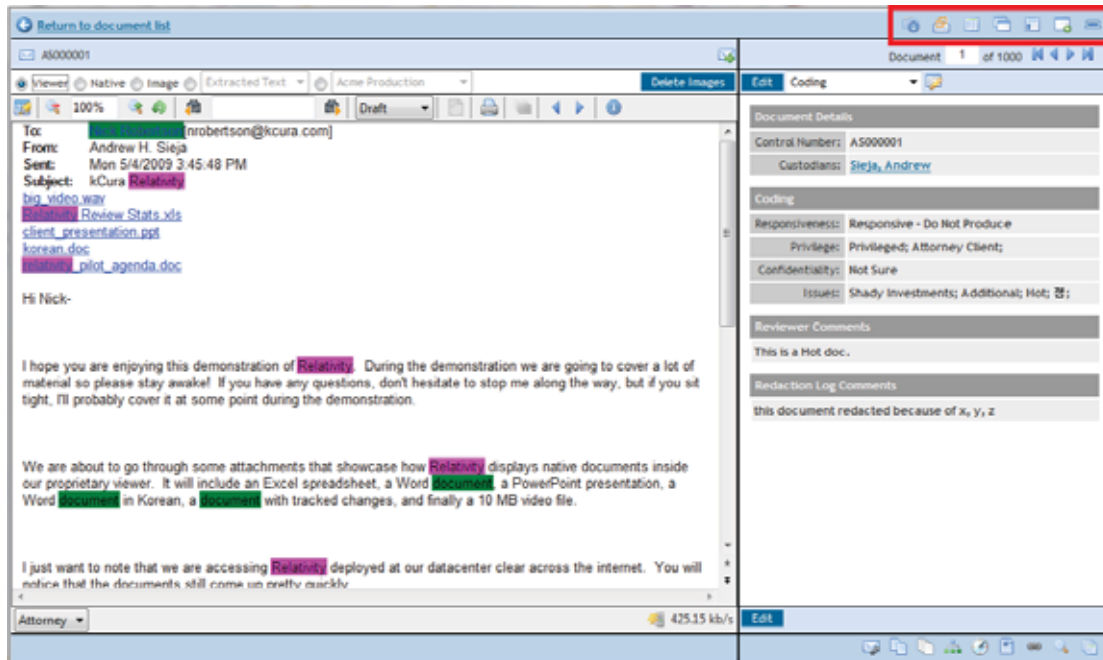 Return to document list
AS000001
Document 1 of 1000
Viewer Native Image Extracted Text Acme Production Delete Images
Edit Coding
100% Draft
To: [nrobertson@kcura.com]
From: Andrew H. Sieja
Sent: Mon 5/4/2009 3:45:48 PM
Subject: kCura Relativity
big_video.wav
Relativity Review Stats.xls
client_presentation.ppt
korean.doc
relativity_pilot_agenda.doc
Hi Nick-
I hope you are enjoying this demonstration of Relativity. During the demonstration we are going to cover a lot of
material so please stay awake! If you have any questions, don't hesitate to stop me along the way, but if you sit
tight, I'll probably cover it at some point during the demonstration.
We are about to go through some attachments that showcase how Relativity displays native documents inside
our proprietary viewer. It will include an Excel spreadsheet, a Word document, a PowerPoint presentation, a
Word document in Korean, a document with tracked changes, and finally a 10 MB video file.
I just want to note that we are accessing Relativity deployed at our datacenter clear across the internet. You will
notice that the documents still come up pretty quickly
Attorney 425.15 kb/s
Document Details
Control Number: AS000001
Custodians: Sieja, Andrew
Coding
Responsiveness: Responsive - Do Not Produce
Privilege: Privileged; Attorney Client;
Confidentiality: Not Sure
Issues: Shady Investments; Additional; Hot;
Reviewer Comments
This is a Hot doc.
Redaction Log Comments
this document redacted because of x, y, z
Edit